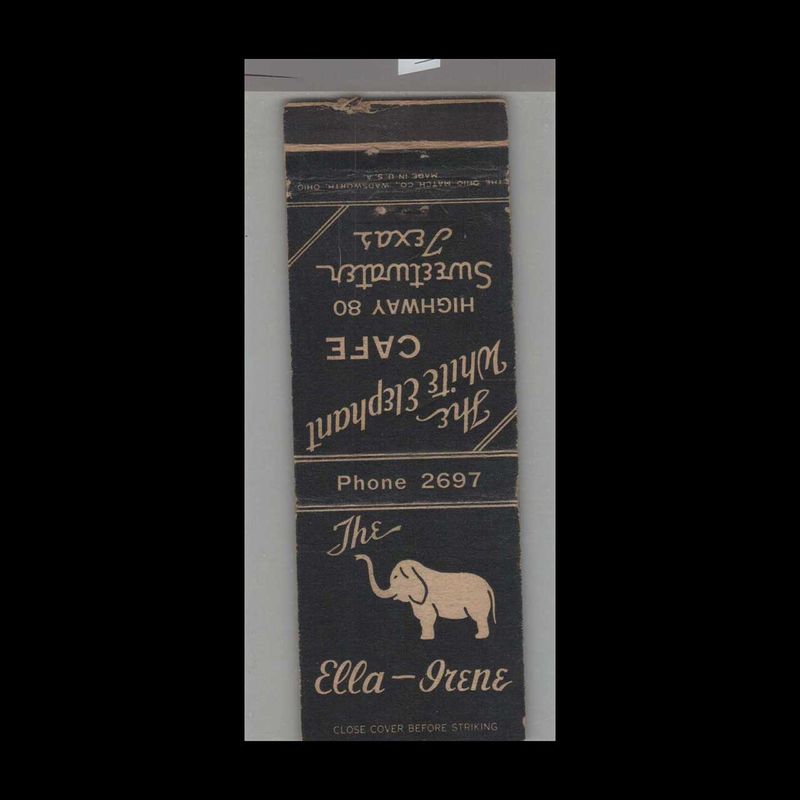 THE OHIO MATCH CO., WADSWORTH, OHIO
MADE IN U.S.A.
The
White Elephant
CAFE
HIGHWAY 80
Sweetwater
Texas
Phone 2697
The
Ella-Irene
CLOSE COVER BEFORE STRIKING